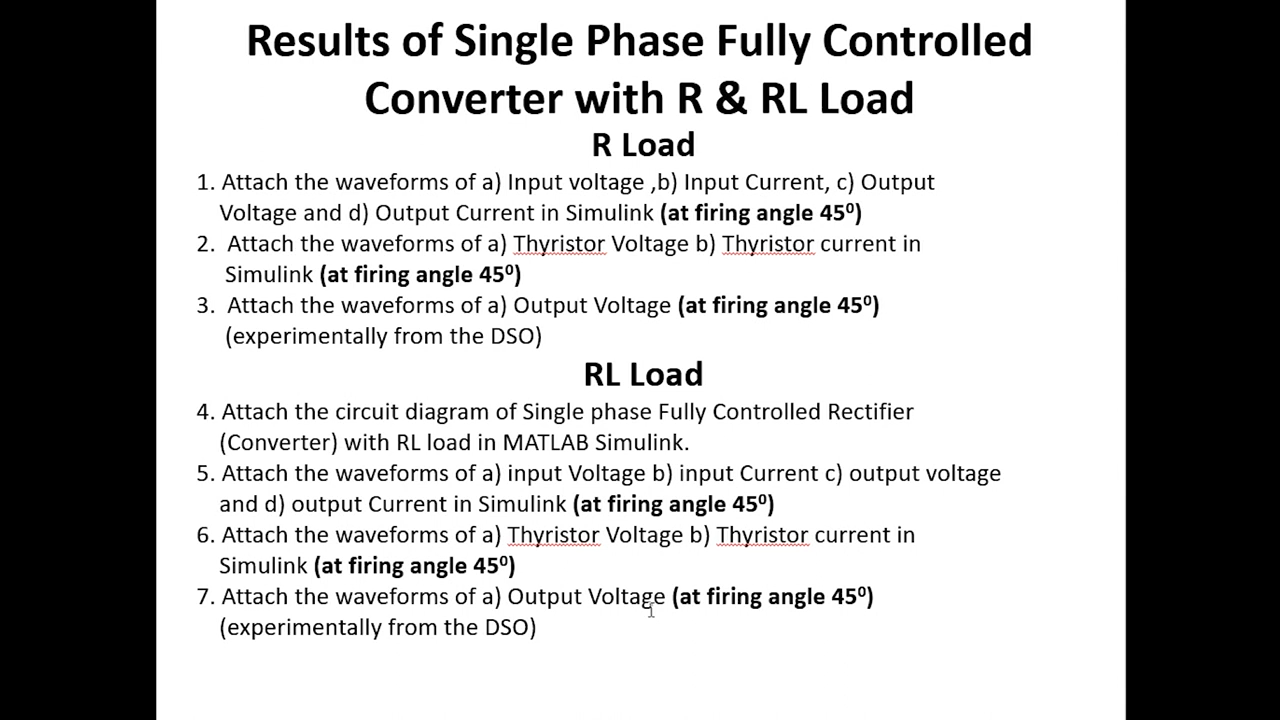 Results of Single Phase Fully Controlled
Converter with R & RL Load
R Load
1. Attach the waveforms of a) Input voltage ,b) Input Current, c) Output
Voltage and d) Output Current in Simulink (at firing angle 45⁰)
2. Attach the waveforms of a) Thyristor Voltage b) Thyristor current in
Simulink (at firing angle 45⁰)
3. Attach the waveforms of a) Output Voltage (at firing angle 45⁰)
(experimentally from the DSO)
RL Load
4. Attach the circuit diagram of Single phase Fully Controlled Rectifier
(Converter) with RL load in MATLAB Simulink.
5. Attach the waveforms of a) input Voltage b) input Current c) output voltage
and d) output Current in Simulink (at firing angle 45⁰)
6. Attach the waveforms of a) Thyristor Voltage b) Thyristor current in
Simulink (at firing angle 45⁰)
7. Attach the waveforms of a) Output Voltage (at firing angle 45⁰)
(experimentally from the DSO)